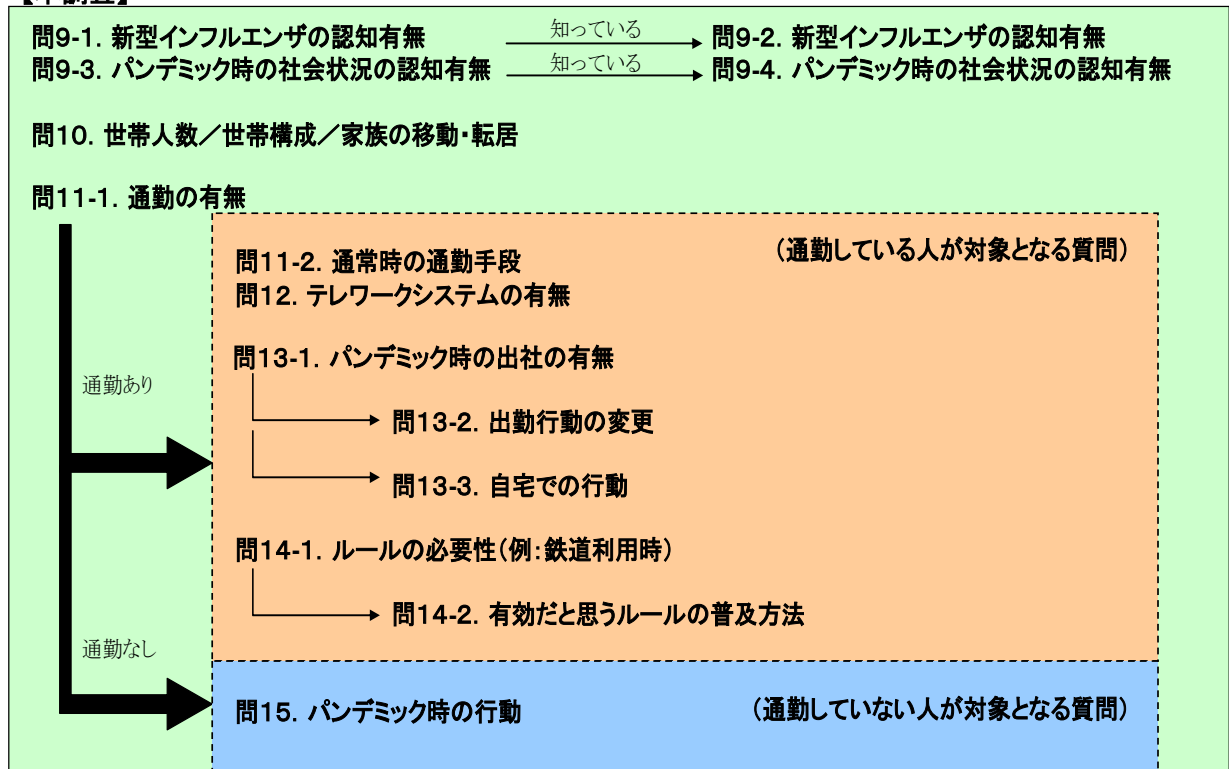 【本調査】
問9-1. 新型インフルエンザの認知有無 知っている 問9-2. 新型インフルエンザの認知有無
問9-3. パンデミック時の社会状況の認知有無 知っている 問9-4. パンデミック時の社会状況の認知有無
問10. 世帯人数／世帯構成／家族の移動・転居
問11-1. 通勤の有無
(通勤している人が対象となる質問)
問11-2. 通常時の通勤手段
問12. テレワークシステムの有無
問13-1. パンデミック時の出社の有無
通勤あり
問13-2. 出勤行動の変更
問13-3. 自宅での行動
問14-1. ルールの必要性(例:鉄道利用時)
問14-2. 有効だと思うルールの普及方法
通勤なし
問15. パンデミック時の行動 (通勤していない人が対象となる質問)